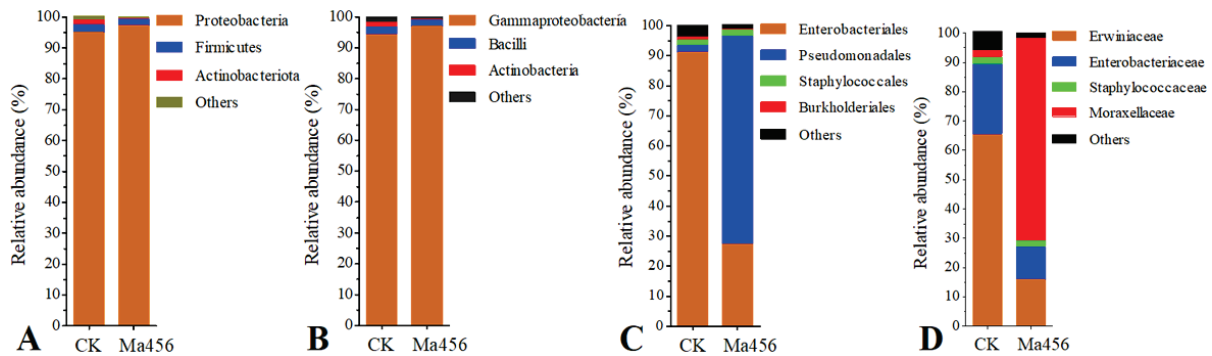 Relative abundance (%)
100
90
80
70
60
50
40
30
20
10
0
CK Ma456
A
Proteobacteria
Firmicutes
Actinobacteriota
Others
Relative abundance (%)
100
90
80
70
60
50
40
30
20
10
0
CK Ma456
B
Gammaproteobacteria
Bacilli
Actinobacteria
Others
Relative abundance (%)
100
90
80
70
60
50
40
30
20
10
0
CK Ma456
C
Enterobacteriales
Pseudomonadales
Staphylococcales
Burkholderiales
Others
Relative abundance (%)
100
90
80
70
60
50
40
30
20
10
0
CK Ma456
D
Erwiniaceae
Enterobacteriaceae
Staphylococcaceae
Moraxellaceae
Others